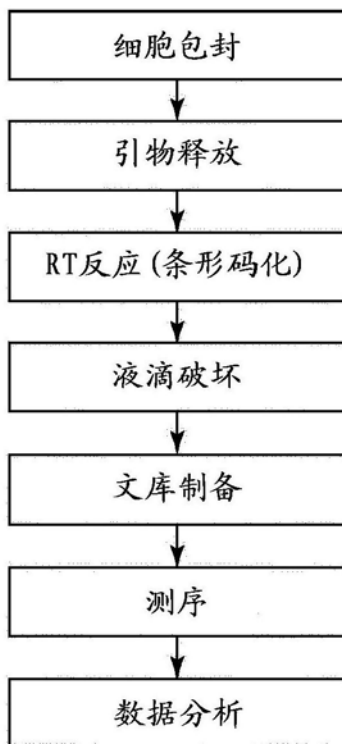 细胞包封
引物释放
RT反应(条形码化)
液滴破坏
文库制备
测序
数据分析